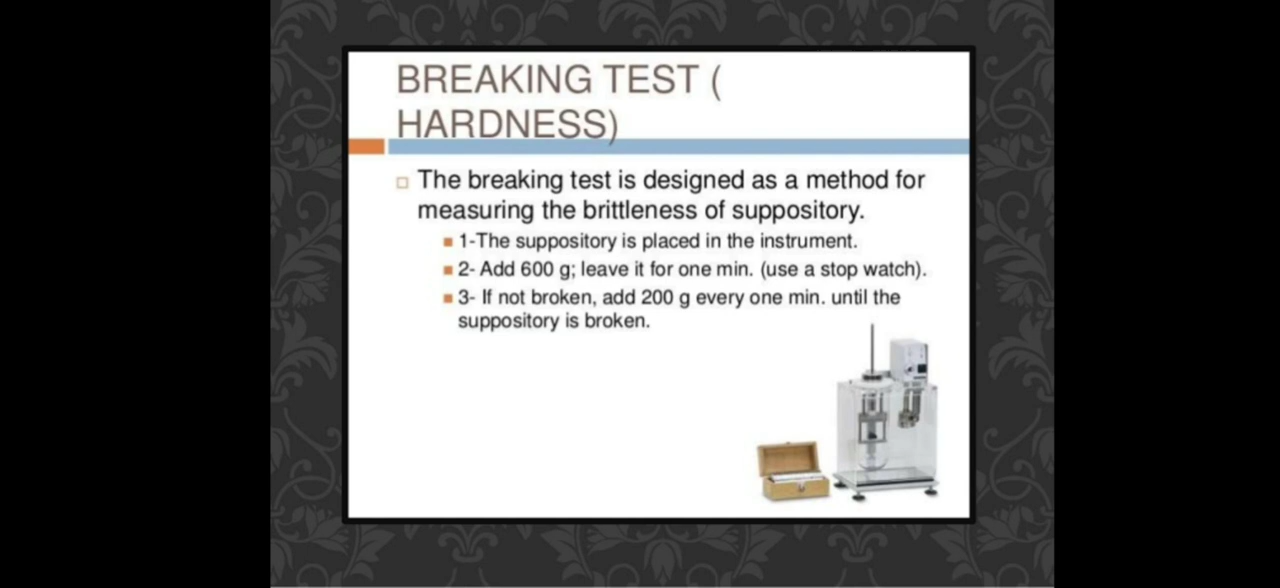 BREAKING TEST (
HARDNESS)
The breaking test is designed as a method for
measuring the brittleness of suppository.
1-The suppository is placed in the instrument.
2- Add 600 g; leave it for one min. (use a stop watch).
3- If not broken, add 200 g every one min. until the
suppository is broken.